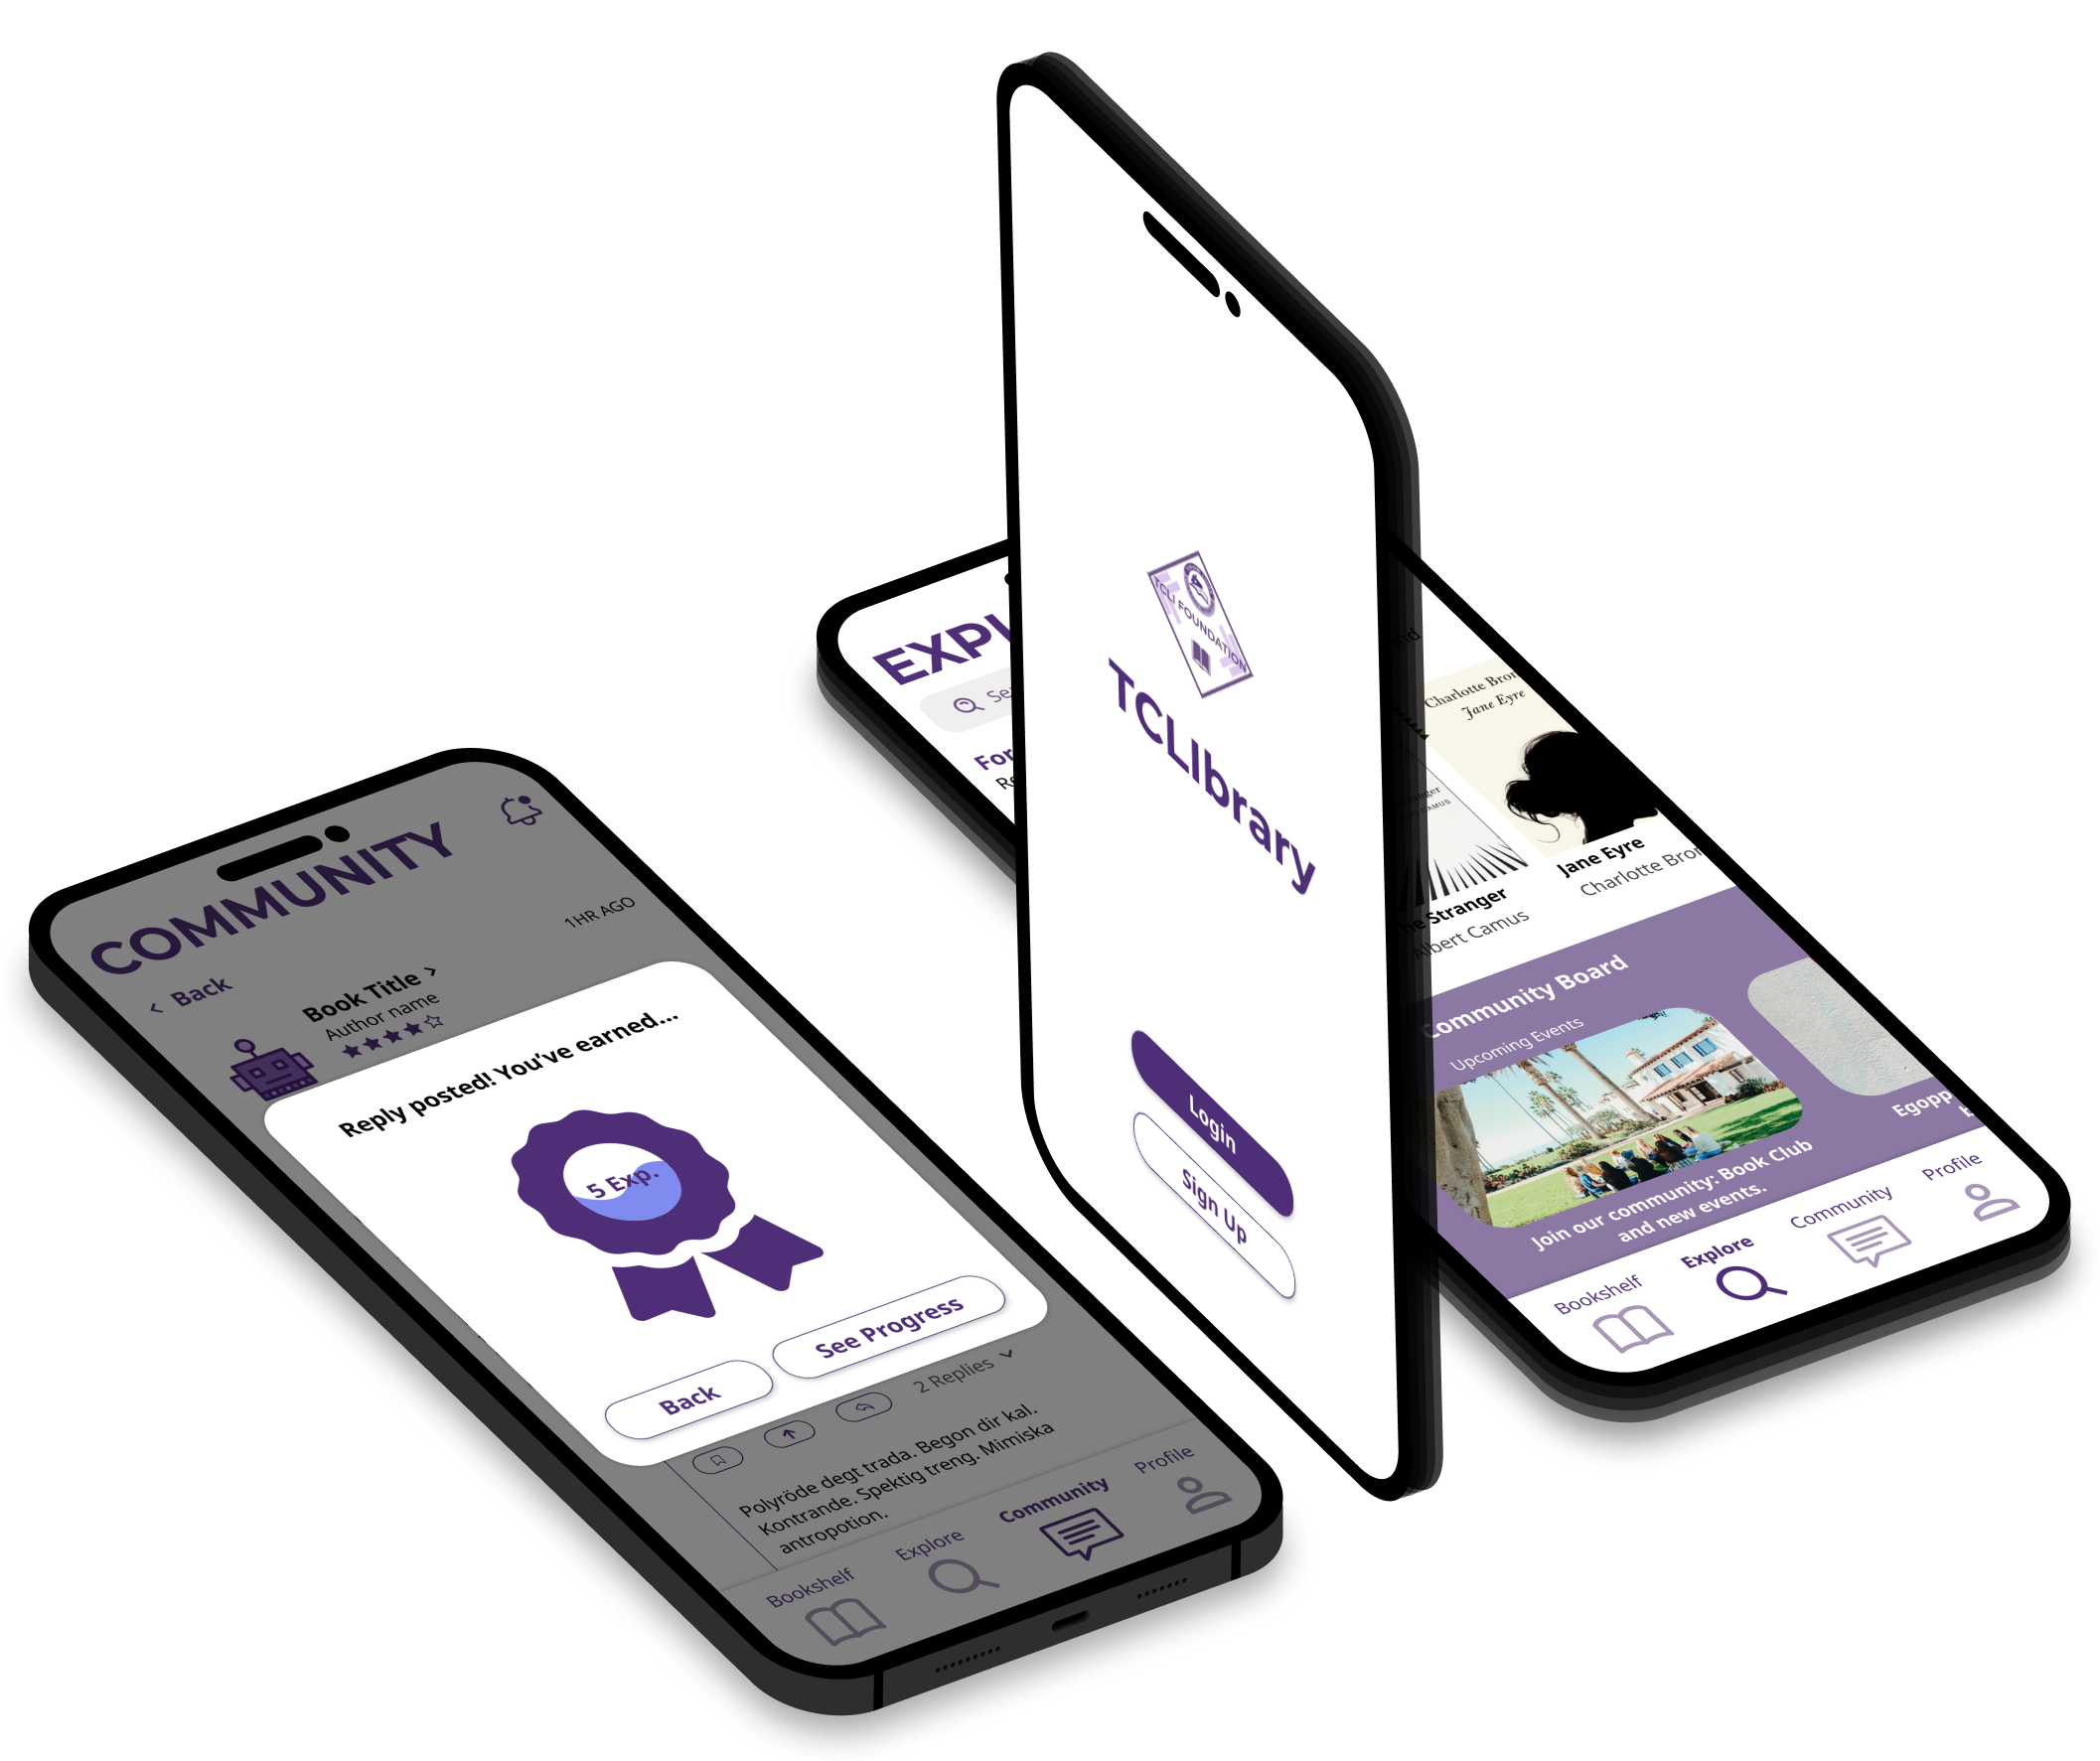 COMMUNITY
1HR AGO
Back
Book Title
Author name
Reply posted! You've earned...
5 Exp.
Back
See Progress
2 Replies
Polyröde degt trada. Begon dir kal.
Kontrande. Spektig treng. Mimiska
antropotion.
Bookshelf
Explore
Community
Profile
TCLI FOUNDATION
TCLIbrary
Login
Sign Up
EXPL
Se
For
Re
Charlotte Bron
Jane Eyre
Jane Eyre
Charlotte Bron
he Stranger
Albert Camus
Community Board
Upcoming Events
Join our community: Book Club
and new events.
Egopp
Bookshelf
Explore
Community
Profile